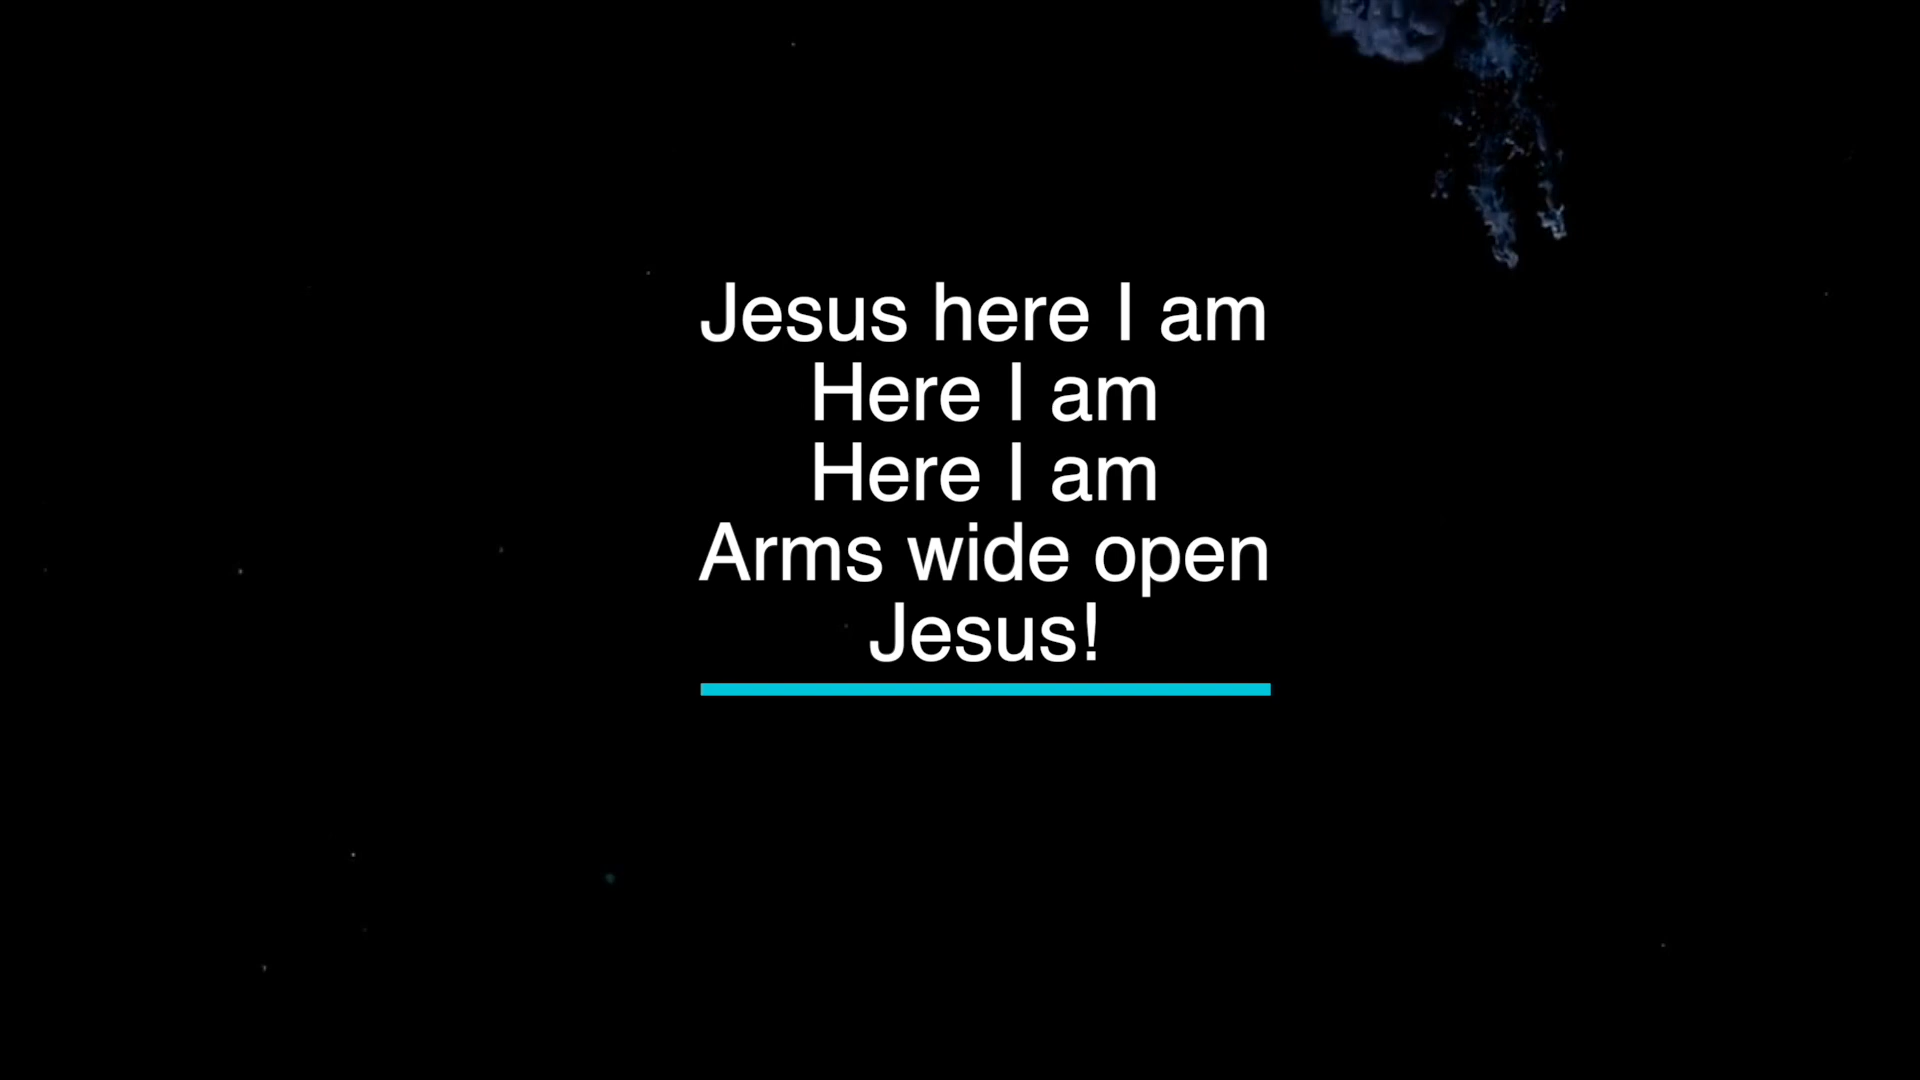 Jesus here I am
Here I am
Here I am
Arms wide open
Jesus!